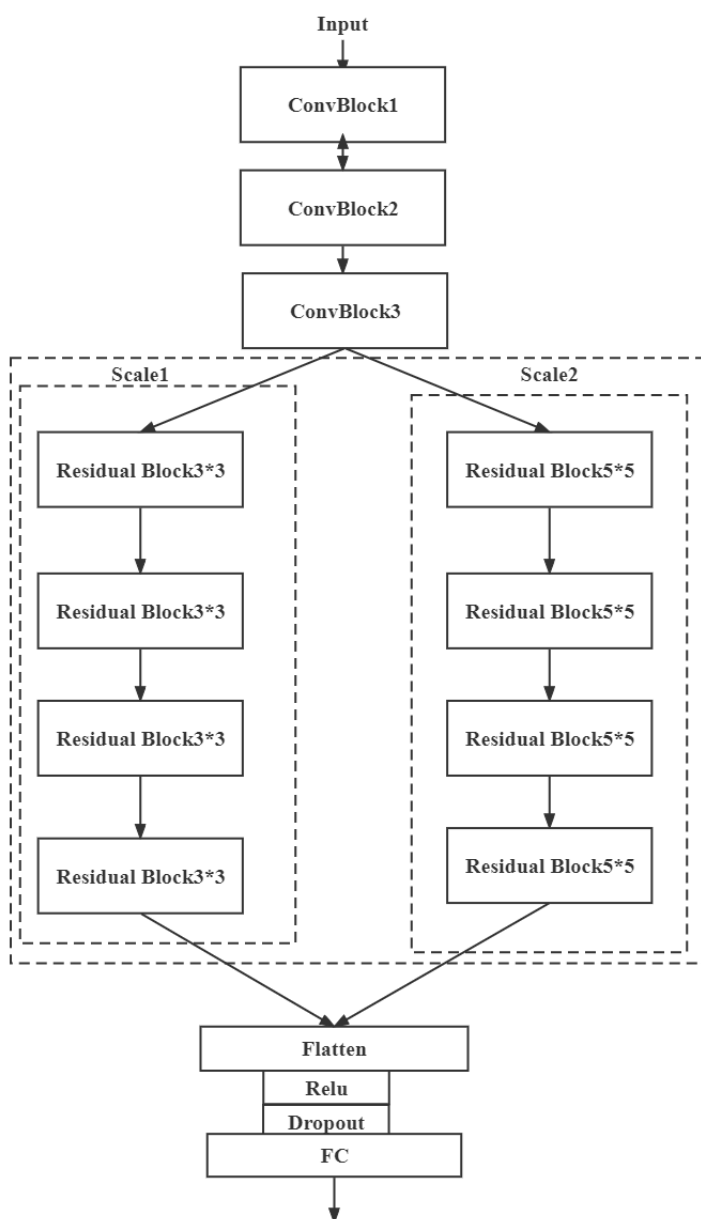 Input
ConvBlock1
ConvBlock2
ConvBlock3
Scale1
Scale2
Residual Block3*3
Residual Block5*5
Residual Block3*3
Residual Block5*5
Residual Block3*3
Residual Block5*5
Residual Block3*3
Residual Block5*5
Flatten
Relu
Dropout
FC